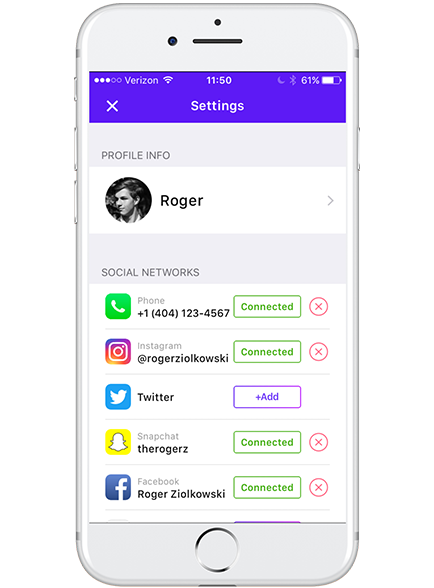 Verizon 11:50 61%
Settings
PROFILE INFO
Roger
SOCIAL NETWORKS
Phone
+1 (404) 123-4567 Connected
Instagram
@rogerziolkowski Connected
Twitter +Add
Snapchat
therogerz Connected
Facebook
Roger Ziolkowski Connected